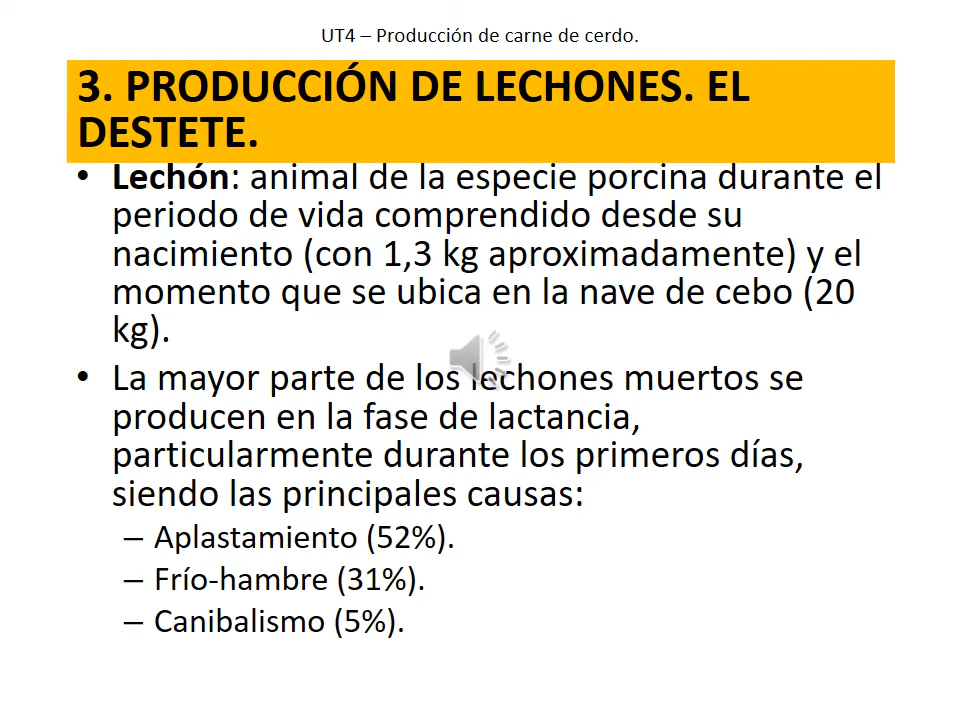 UT4 – Producción de carne de cerdo.
3. PRODUCCIÓN DE LECHONES. EL
DESTETE.
• Lechón: animal de la especie porcina durante el
periodo de vida comprendido desde su
nacimiento (con 1,3 kg aproximadamente) y el
momento que se ubica en la nave de cebo (20
kg).
• La mayor parte de los lechones muertos se
producen en la fase de lactancia,
particularmente durante los primeros días,
siendo las principales causas:
– Aplastamiento (52%).
– Frío-hambre (31%).
– Canibalismo (5%).